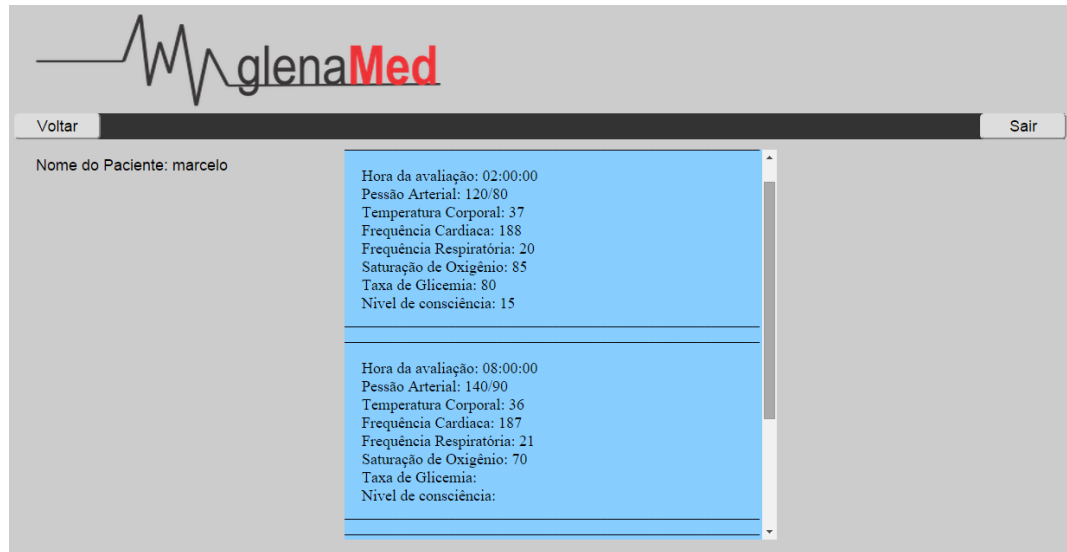 glenaMed
Voltar
Sair
Nome do Paciente: marcelo
Hora da avaliação: 02:00:00
Pessão Arterial: 120/80
Temperatura Corporal: 37
Frequência Cardiaca: 188
Frequência Respiratória: 20
Saturação de Oxigênio: 85
Taxa de Glicemia: 80
Nivel de consciência: 15
Hora da avaliação: 08:00:00
Pessão Arterial: 140/90
Temperatura Corporal: 36
Frequência Cardiaca: 187
Frequência Respiratória: 21
Saturação de Oxigênio: 70
Taxa de Glicemia:
Nivel de consciência: